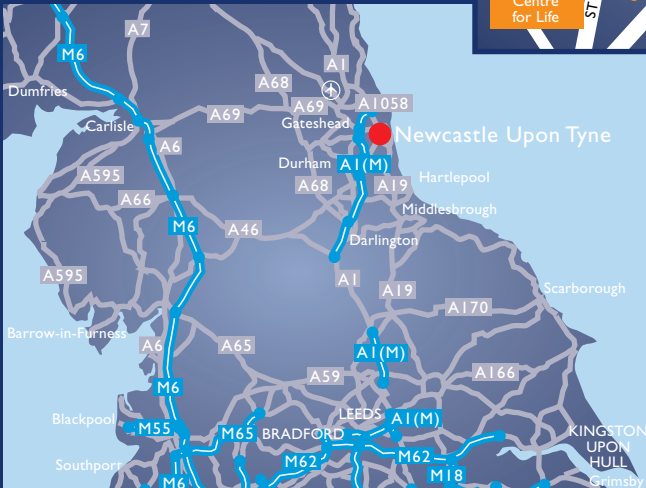 Centre
for Life
ST
A7
M6
A1
A68
Dumfries
A69
A69
A1058
Gateshead
Carlisle
Newcastle Upon Tyne
A6
Durham
A1(M)
A595
A68
A19
Hartlepool
A66
Middlesbrough
M6
A46
Darlington
A595
A1
A19
Scarborough
A170
Barrow-in-Furness
A6
A65
A1(M)
A59
A166
M6
Blackpool
M55
M65
LEEDS
A1(M)
BRADFORD
KINGSTON
UPON
HULL
Southport
M62
M62
M18
M6
Grimsby